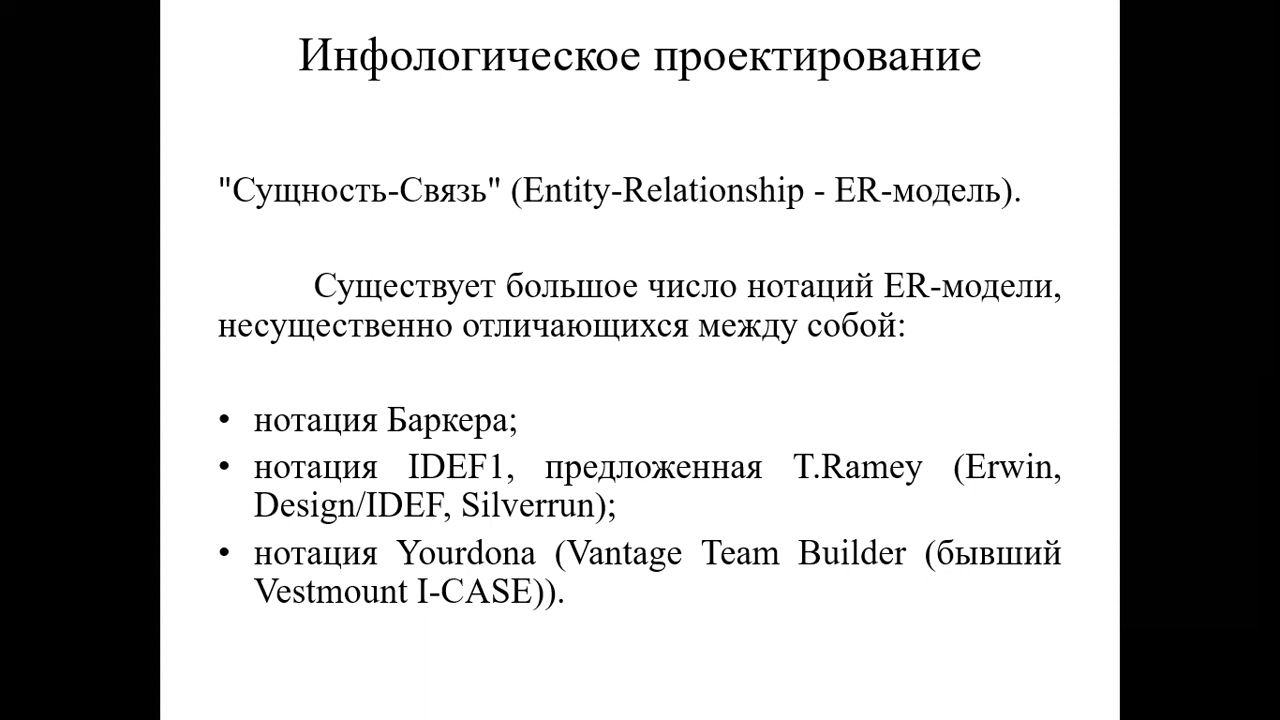 Инфологическое проектирование
"Сущность-Связь" (Entity-Relationship - ER-модель).
Существует большое число нотаций ER-модели,
несущественно отличающихся между собой:
• нотация Баркера;
• нотация IDEF1, предложенная T.Ramey (Erwin,
Design/IDEF, Silverrun);
• нотация Yourdona (Vantage Team Builder (бывший
Vestmount I-CASE)).